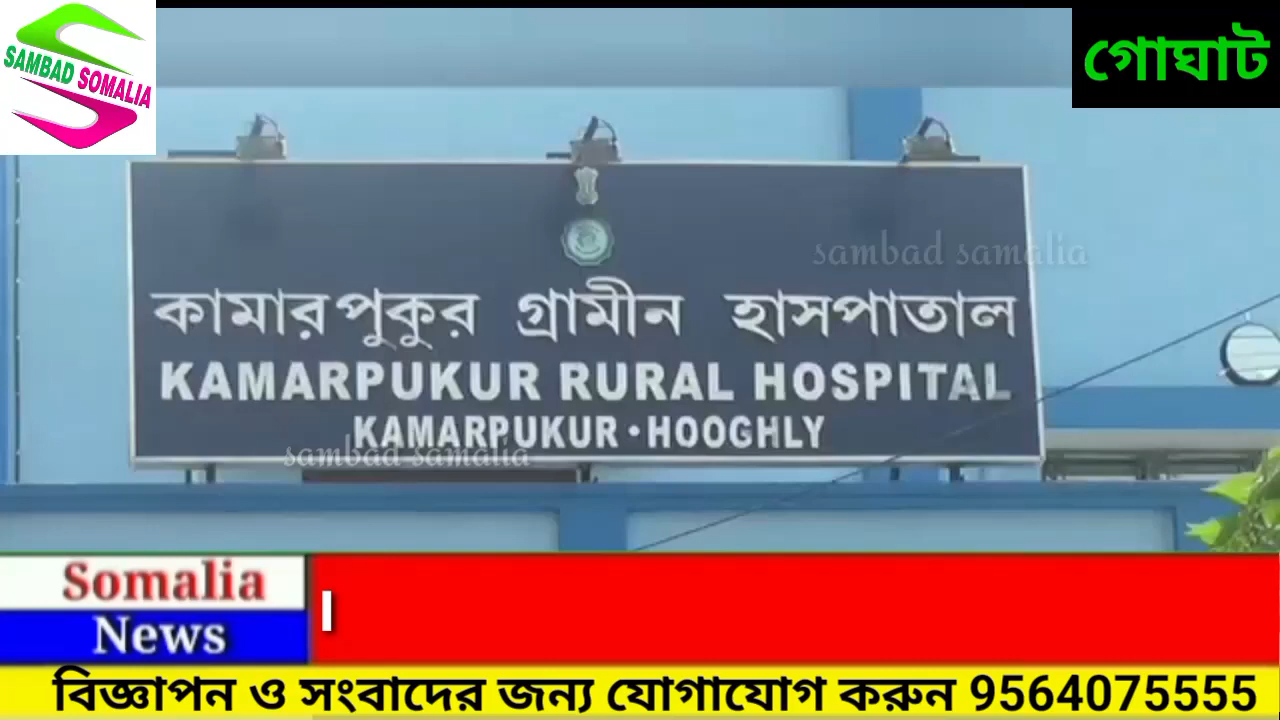 SAMBAD SOMALIA
গোঘাট
sambad samalia
কামারপুকুর গ্রামীন হাসপাতাল
KAMARPUKUR RURAL HOSPITAL
KAMARPUKUR • HOOGHLY
sambad samalia
Somalia
News
বিজ্ঞাপন ও সংবাদের জন্য যোগাযোগ করুন 9564075555